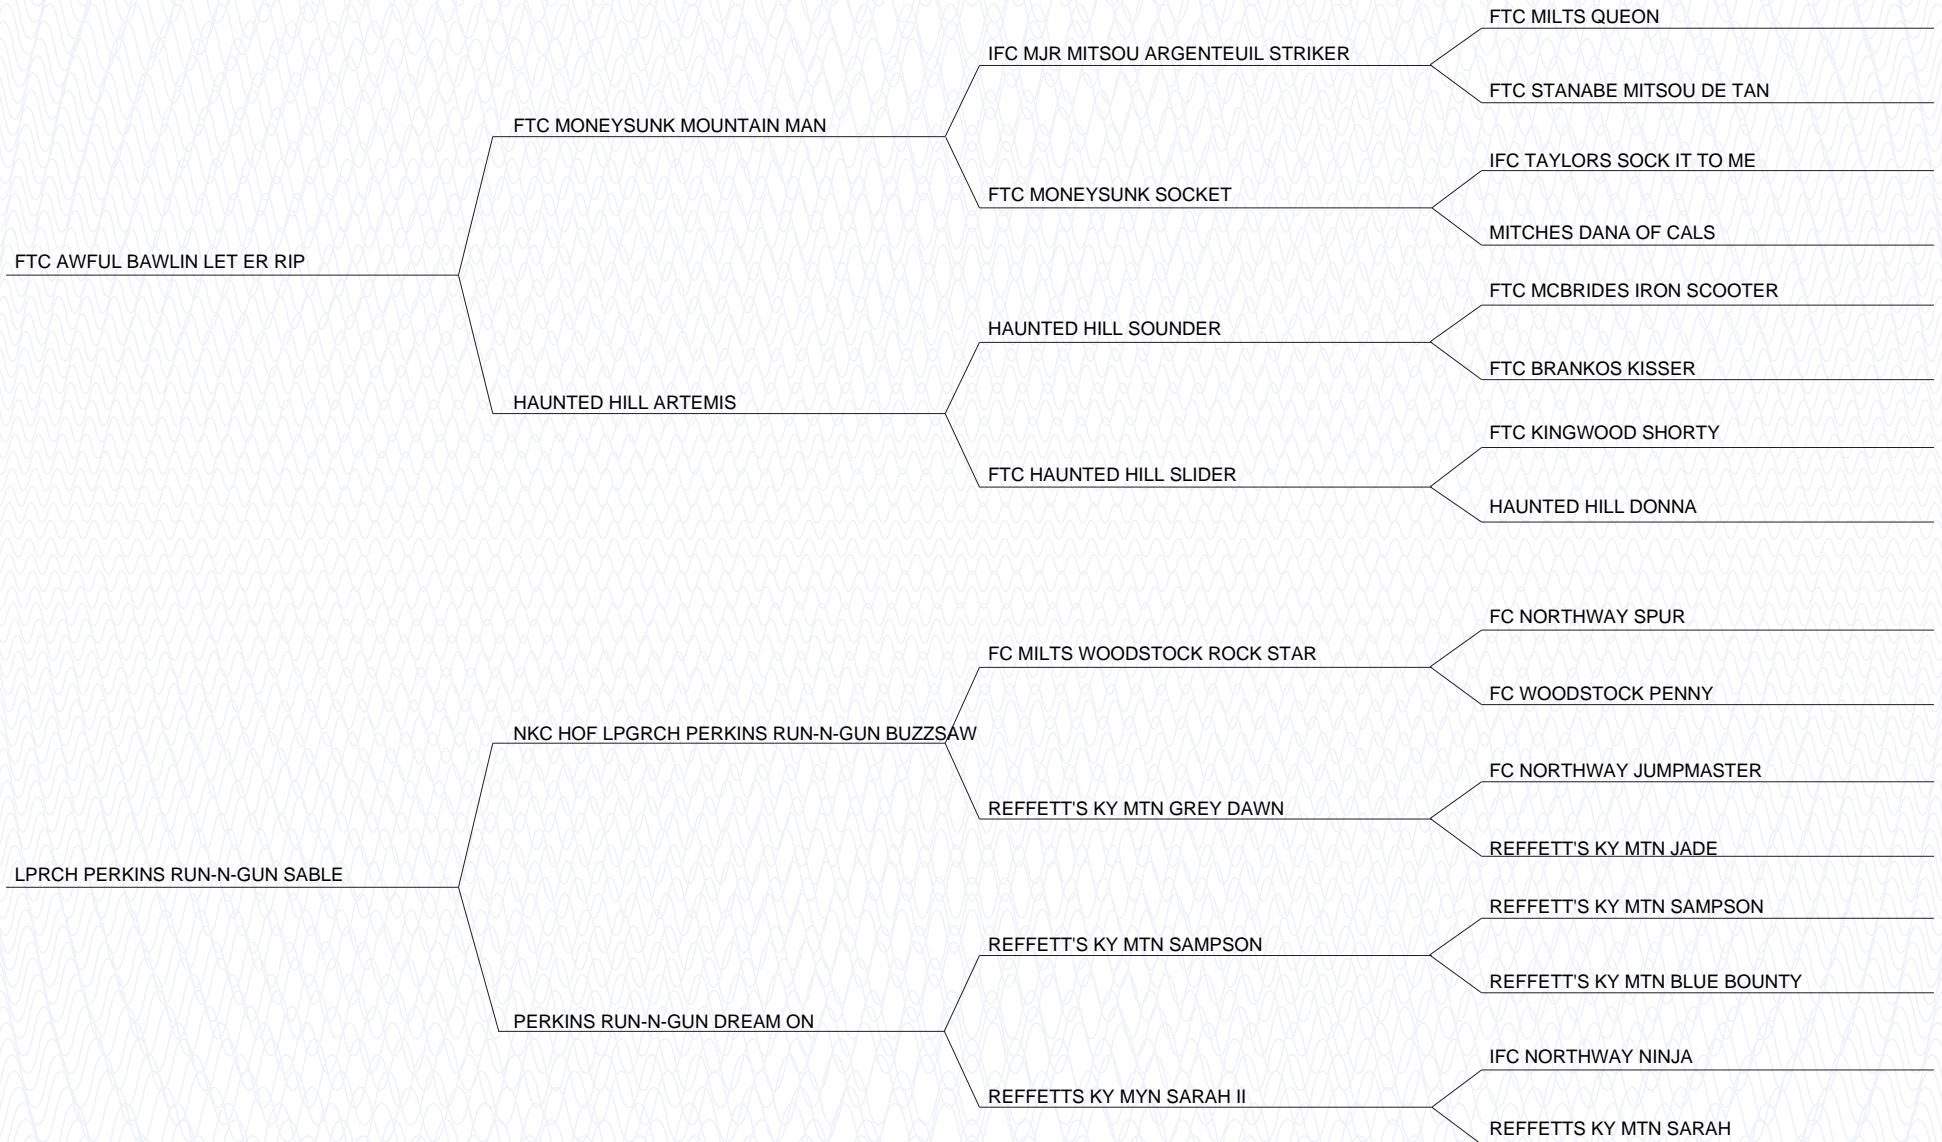 FTC MILTS QUEON
IFC MJR MITSOU ARGENTEUIL STRIKER
FTC STANABE MITSOU DE TAN
FTC MONEYSUNK MOUNTAIN MAN
IFC TAYLORS SOCK IT TO ME
FTC MONEYSUNK SOCKET
MITCHES DANA OF CALS
FTC AWFUL BAWLIN LET ER RIP
FTC MCBRIDES IRON SCOOTER
HAUNTED HILL SOUNDER
FTC BRANKOS KISSER
HAUNTED HILL ARTEMIS
FTC KINGWOOD SHORTY
FTC HAUNTED HILL SLIDER
HAUNTED HILL DONNA
FC NORTHWAY SPUR
FC MILTS WOODSTOCK ROCK STAR
FC WOODSTOCK PENNY
NKC HOF LPGRCH PERKINS RUN-N-GUN BUZZSAW
FC NORTHWAY JUMPMASTER
REFFETT'S KY MTN GREY DAWN
REFFETT'S KY MTN JADE
LPRCH PERKINS RUN-N-GUN SABLE
REFFETT'S KY MTN SAMPSON
REFFETT'S KY MTN SAMPSON
REFFETT'S KY MTN BLUE BOUNTY
PERKINS RUN-N-GUN DREAM ON
IFC NORTHWAY NINJA
REFFETTS KY MYN SARAH II
REFFETTS KY MTN SARAH